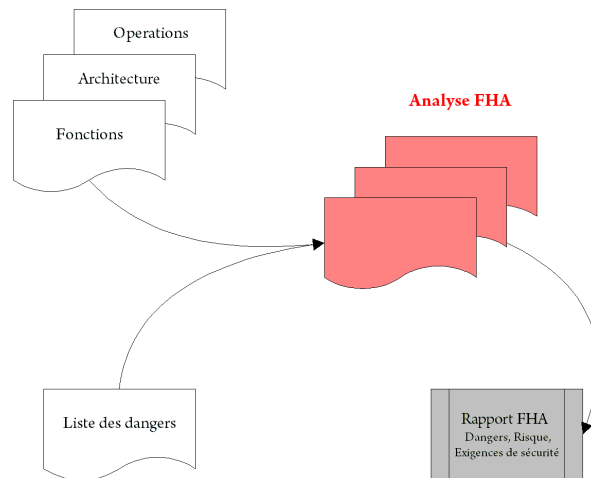 Operations
Architecture
Fonctions
Analyse FHA
Liste des dangers
Rapport FHA
Dangers, Risque,
Exigences de sécurité